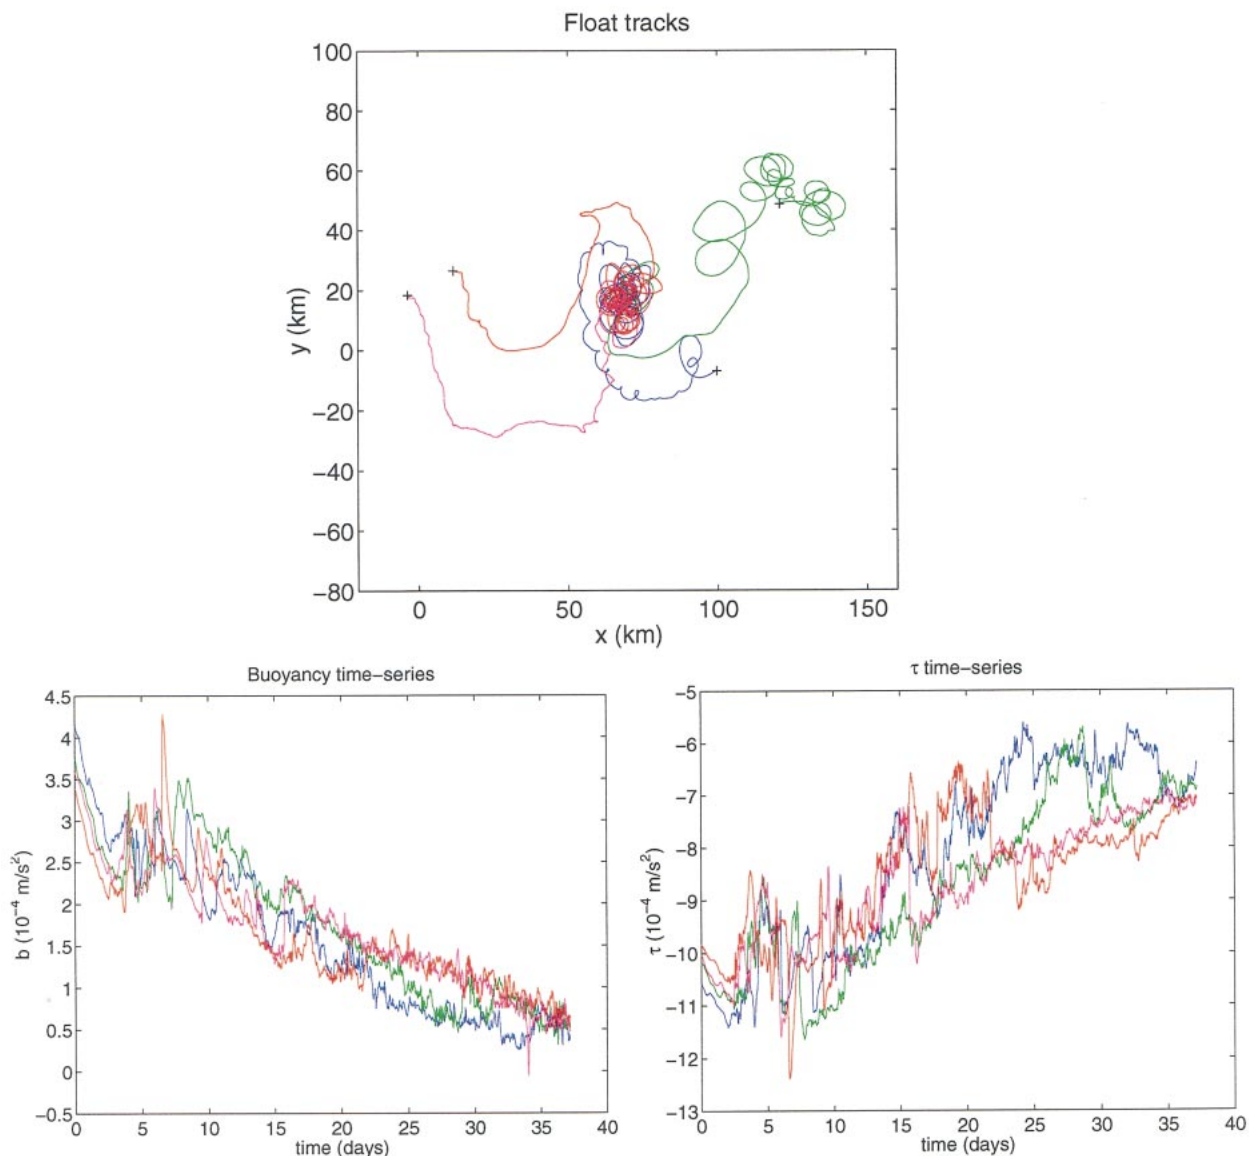 Float tracks
100
80
60
40
20
0
−20
−40
−60
−80
y (km)
0 50 100 150
x (km)
Buoyancy time−series
4.5
4
3.5
3
2.5
2
1.5
1
0.5
0
−0.5
b (10⁻⁴ m/s²)
0 5 10 15 20 25 30 35 40
time (days)
τ time−series
−5
−6
−7
−8
−9
−10
−11
−12
−13
τ (10⁻⁴ m/s²)
0 5 10 15 20 25 30 35 40
time (days)